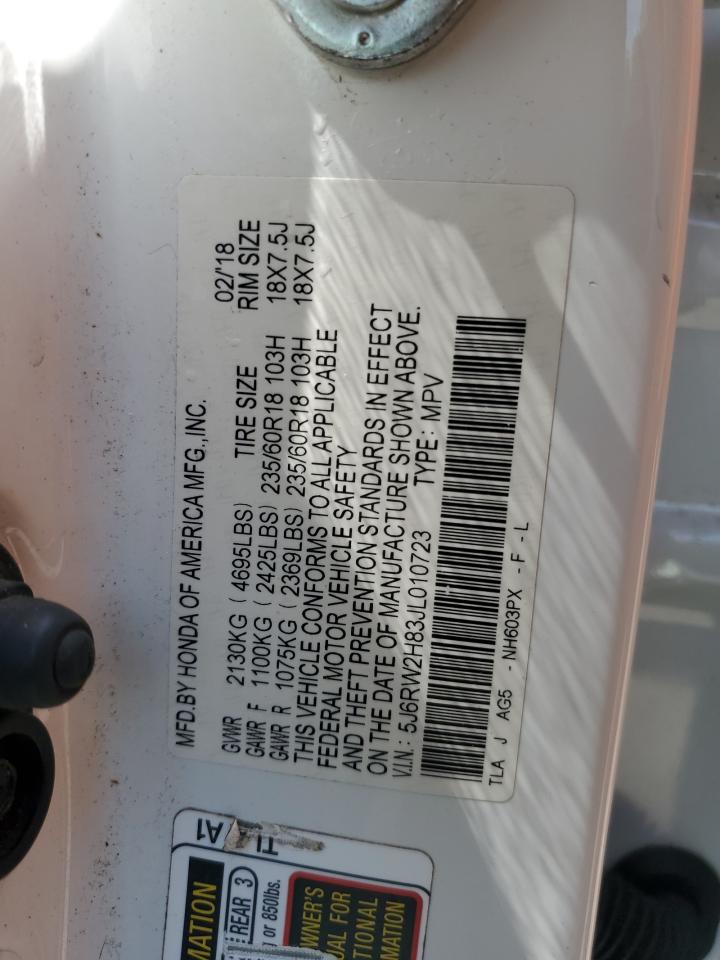 MFD.BY HONDA OF AMERICA MFG.,INC.
02/'18
GVWR 2130KG ( 4695LBS) TIRE SIZE RIM SIZE
GAWR F 1100KG ( 2425LBS) 235/60R18 103H 18X7.5J
GAWR R 1075KG ( 2369LBS) 235/60R18 103H 18X7.5J
THIS VEHICLE CONFORMS TO ALL APPLICABLE
FEDERAL MOTOR VEHICLE SAFETY
AND THEFT PREVENTION STANDARDS IN EFFECT
ON THE DATE OF MANUFACTURE SHOWN ABOVE.
V.I.N.: 5J6RW2H83JL010723 TYPE: MPV
TLA J AG5 - NH603PX - F - L
A1
MATION
REAR 3
or 850lbs.
WNER'S
UAL FOR
TIONAL
MATION